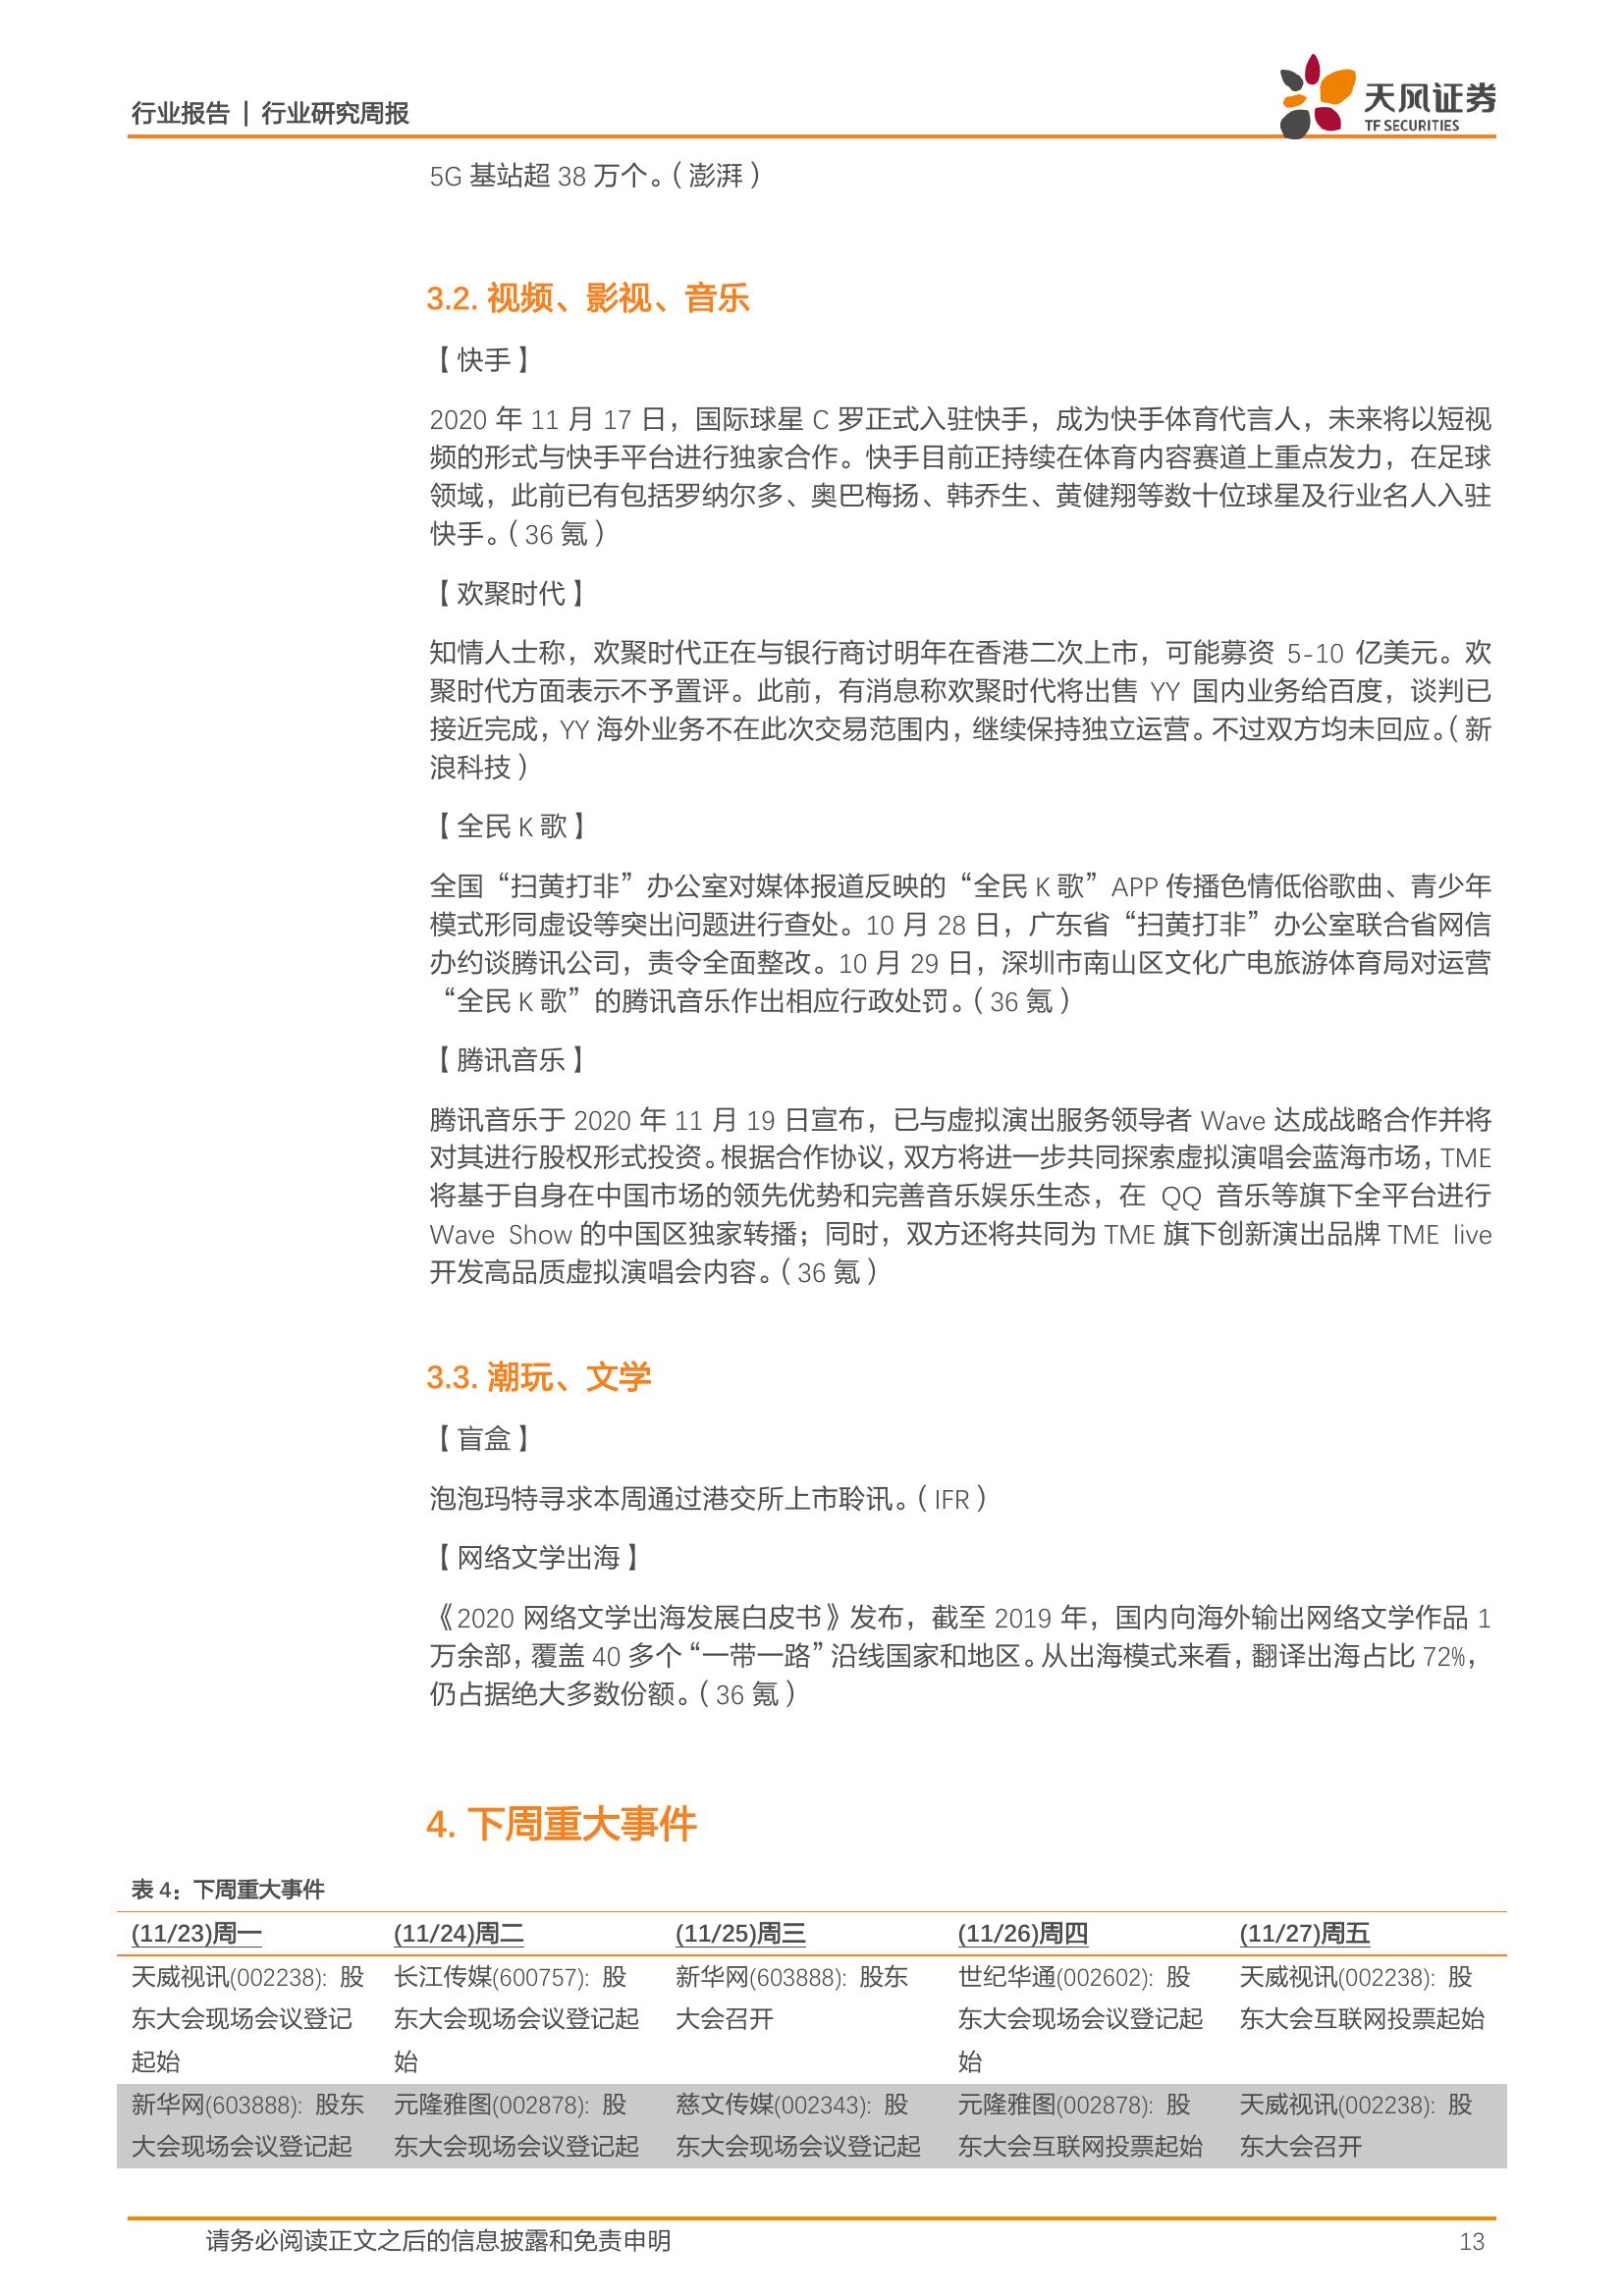 行业报告 | 行业研究周报
天风证券
TF SECURITIES
5G 基站超 38 万个。（澎湃）
3.2. 视频、影视、音乐
【快手】
2020 年 11 月 17 日，国际球星 C 罗正式入驻快手，成为快手体育代言人，未来将以短视
频的形式与快手平台进行独家合作。快手目前正持续在体育内容赛道上重点发力，在足球
领域，此前已有包括罗纳尔多、奥巴梅扬、韩乔生、黄健翔等数十位球星及行业名人入驻
快手。（36 氪）
【欢聚时代】
知情人士称，欢聚时代正在与银行商讨明年在香港二次上市，可能募资 5-10 亿美元。欢
聚时代方面表示不予置评。此前，有消息称欢聚时代将出售 YY 国内业务给百度，谈判已
接近完成，YY 海外业务不在此次交易范围内，继续保持独立运营。不过双方均未回应。（新
浪科技）
【全民 K 歌】
全国“扫黄打非”办公室对媒体报道反映的“全民 K 歌”APP 传播色情低俗歌曲、青少年
模式形同虚设等突出问题进行查处。10 月 28 日，广东省“扫黄打非”办公室联合省网信
办约谈腾讯公司，责令全面整改。10 月 29 日，深圳市南山区文化广电旅游体育局对运营
“全民 K 歌”的腾讯音乐作出相应行政处罚。（36 氪）
【腾讯音乐】
腾讯音乐于 2020 年 11 月 19 日宣布，已与虚拟演出服务领导者 Wave 达成战略合作并将
对其进行股权形式投资。根据合作协议，双方将进一步共同探索虚拟演唱会蓝海市场，TME
将基于自身在中国市场的领先优势和完善音乐娱乐生态，在 QQ 音乐等旗下全平台进行
Wave Show 的中国区独家转播；同时，双方还将共同为 TME 旗下创新演出品牌 TME live
开发高品质虚拟演唱会内容。（36 氪）
3.3. 潮玩、文学
【盲盒】
泡泡玛特寻求本周通过港交所上市聆讯。（IFR）
【网络文学出海】
《2020 网络文学出海发展白皮书》发布，截至 2019 年，国内向海外输出网络文学作品 1
万余部，覆盖 40 多个“一带一路”沿线国家和地区。从出海模式来看，翻译出海占比 72%，
仍占据绝大多数份额。（36 氪）
4. 下周重大事件
表 4：下周重大事件
(11/23)周一 (11/24)周二 (11/25)周三 (11/26)周四 (11/27)周五
天威视讯(002238): 股 长江传媒(600757): 股 新华网(603888): 股东 世纪华通(002602): 股 天威视讯(002238): 股
东大会现场会议登记 东大会现场会议登记起 大会召开 东大会现场会议登记起 东大会互联网投票起始
起始 始 始
新华网(603888): 股东 元隆雅图(002878): 股 慈文传媒(002343): 股 元隆雅图(002878): 股 天威视讯(002238): 股
大会现场会议登记起 东大会现场会议登记起 东大会现场会议登记起 东大会互联网投票起始 东大会召开
请务必阅读正文之后的信息披露和免责申明 13